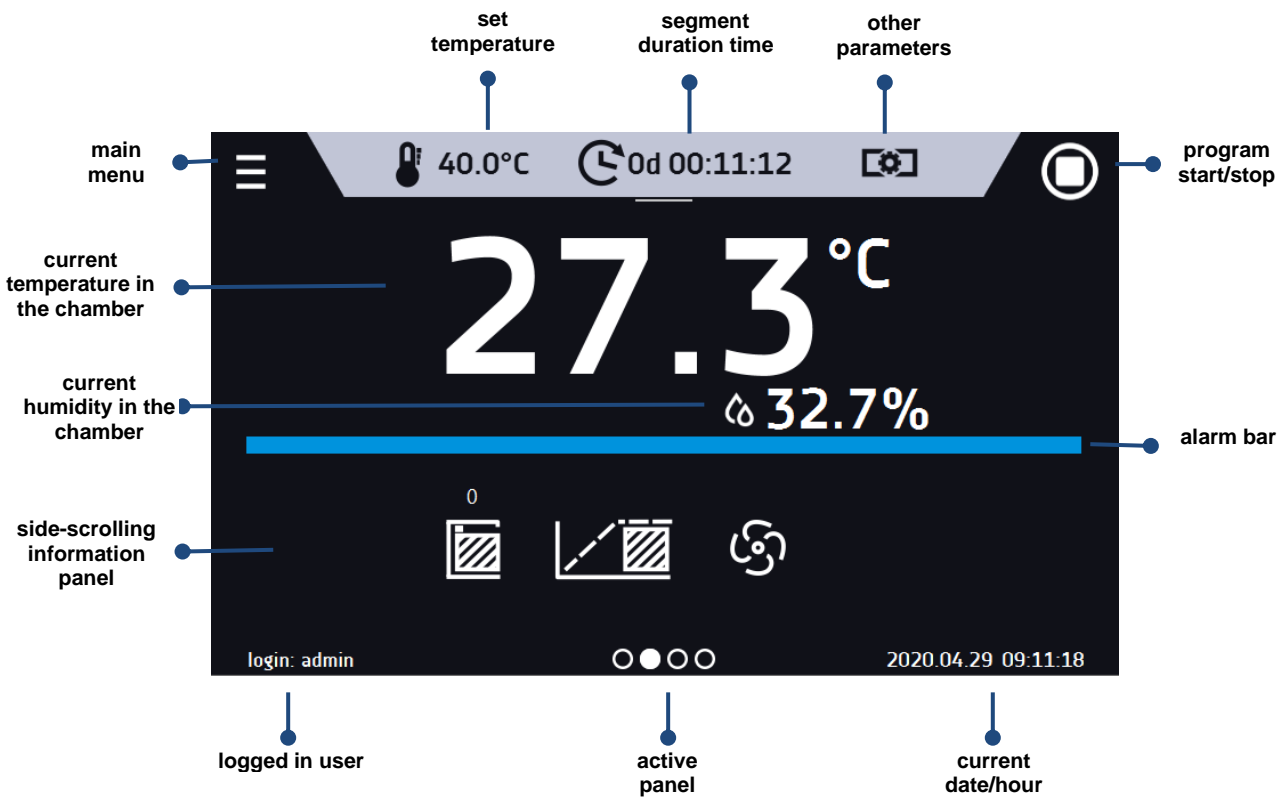 set
temperature
segment
duration time
other
parameters
main
menu
40.0°C
0d 00:11:12
program
start/stop
current
temperature in
the chamber
27.3 °C
current
humidity in the
chamber
32.7%
alarm bar
side-scrolling
information
panel
0
login: admin
2020.04.29 09:11:18
logged in user
active
panel
current
date/hour